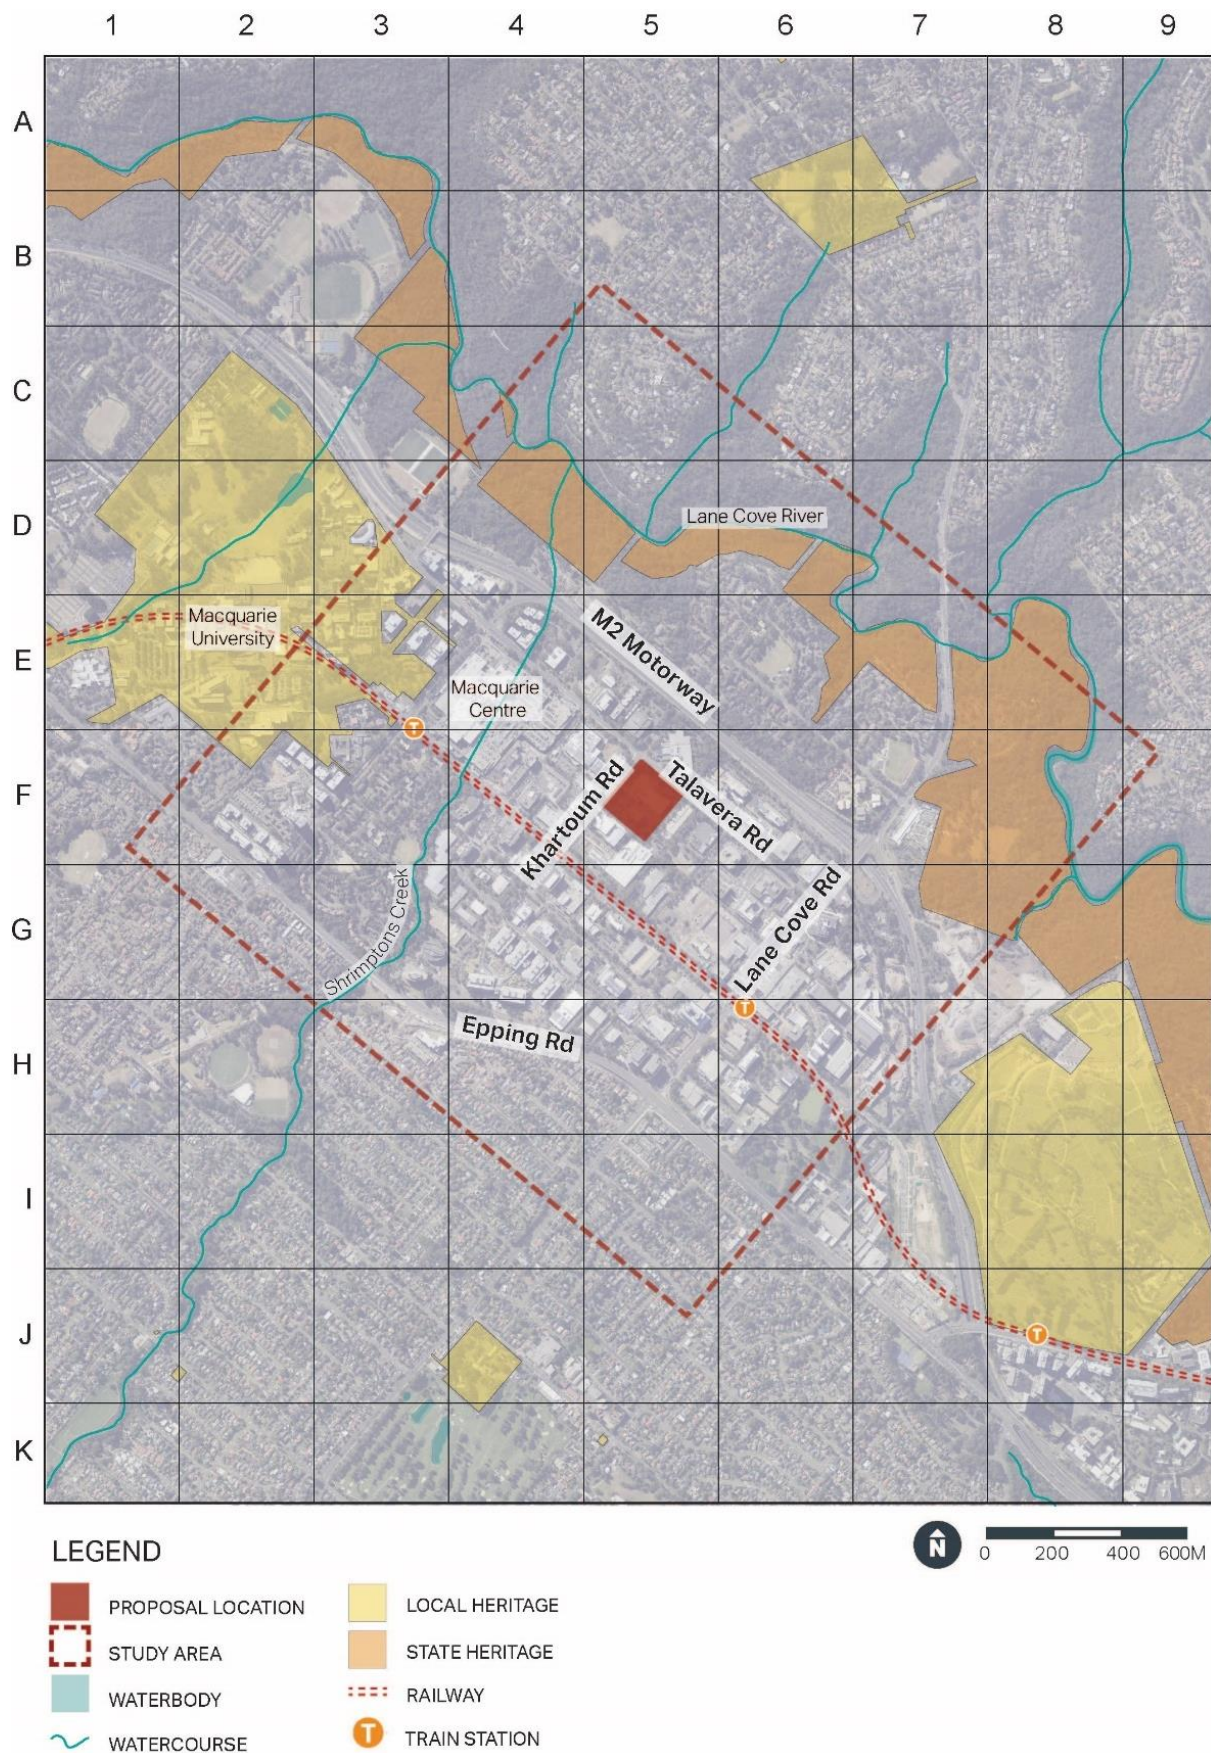 1 2 3 4 5 6 7 8 9
A
B
C
D
Lane Cove River
Macquarie
University
M2 Motorway
E
Macquarie
Centre
F
Khartoum Rd
Talavera Rd
Shrimptons Creek
Lane Cove Rd
G
T
T
Epping Rd
H
I
J
T
K
LEGEND
N
0 200 400 600M
PROPOSAL LOCATION
STUDY AREA
WATERBODY
WATERCOURSE
LOCAL HERITAGE
STATE HERITAGE
RAILWAY
T TRAIN STATION